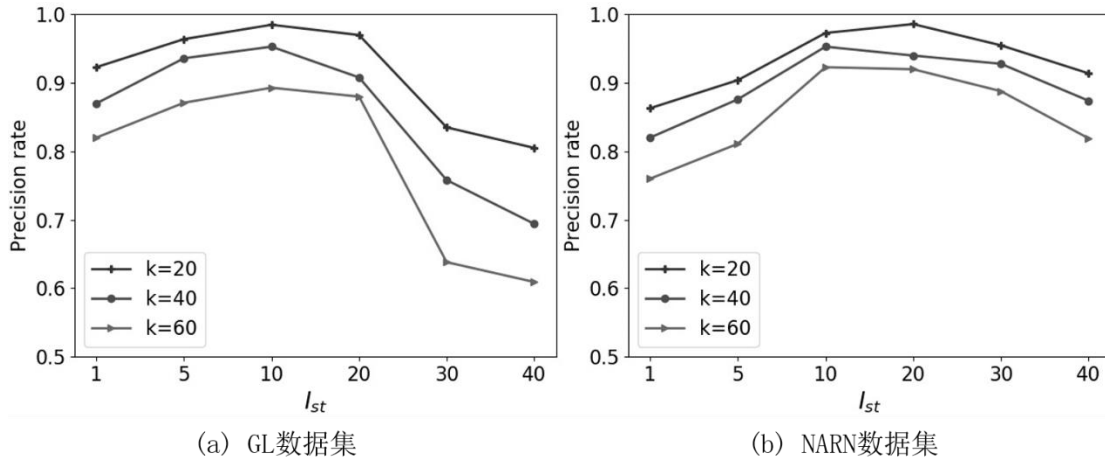 1.0
0.9
0.8
0.7
0.6
0.5
Precision rate
k=20
k=40
k=60
1 5 10 20 30 40
I_st
(a) GL数据集
1.0
0.9
0.8
0.7
0.6
0.5
Precision rate
k=20
k=40
k=60
1 5 10 20 30 40
I_st
(b) NARN数据集